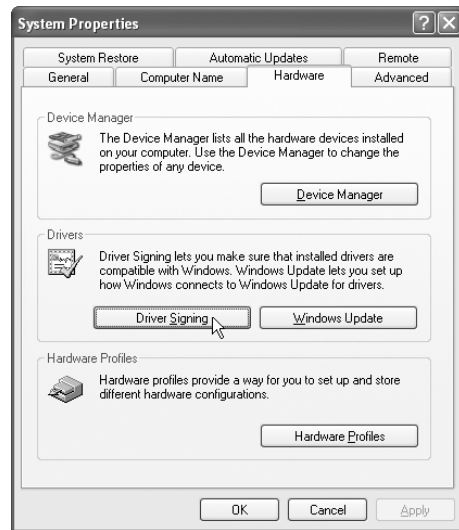 System Properties
System Restore Automatic Updates Remote
General Computer Name Hardware Advanced
Device Manager
The Device Manager lists all the hardware devices installed
on your computer. Use the Device Manager to change the
properties of any device.
Device Manager
Drivers
Driver Signing lets you make sure that installed drivers are
compatible with Windows. Windows Update lets you set up
how Windows connects to Windows Update for drivers.
Driver Signing Windows Update
Hardware Profiles
Hardware profiles provide a way for you to set up and store
different hardware configurations.
Hardware Profiles
OK Cancel Apply